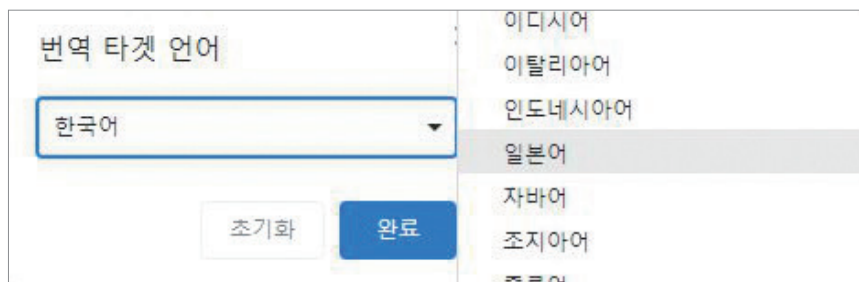 번역 타겟 언어
한국어
초기화
완료
이디시어
이탈리아어
인도네시아어
일본어
자바어
조지아어